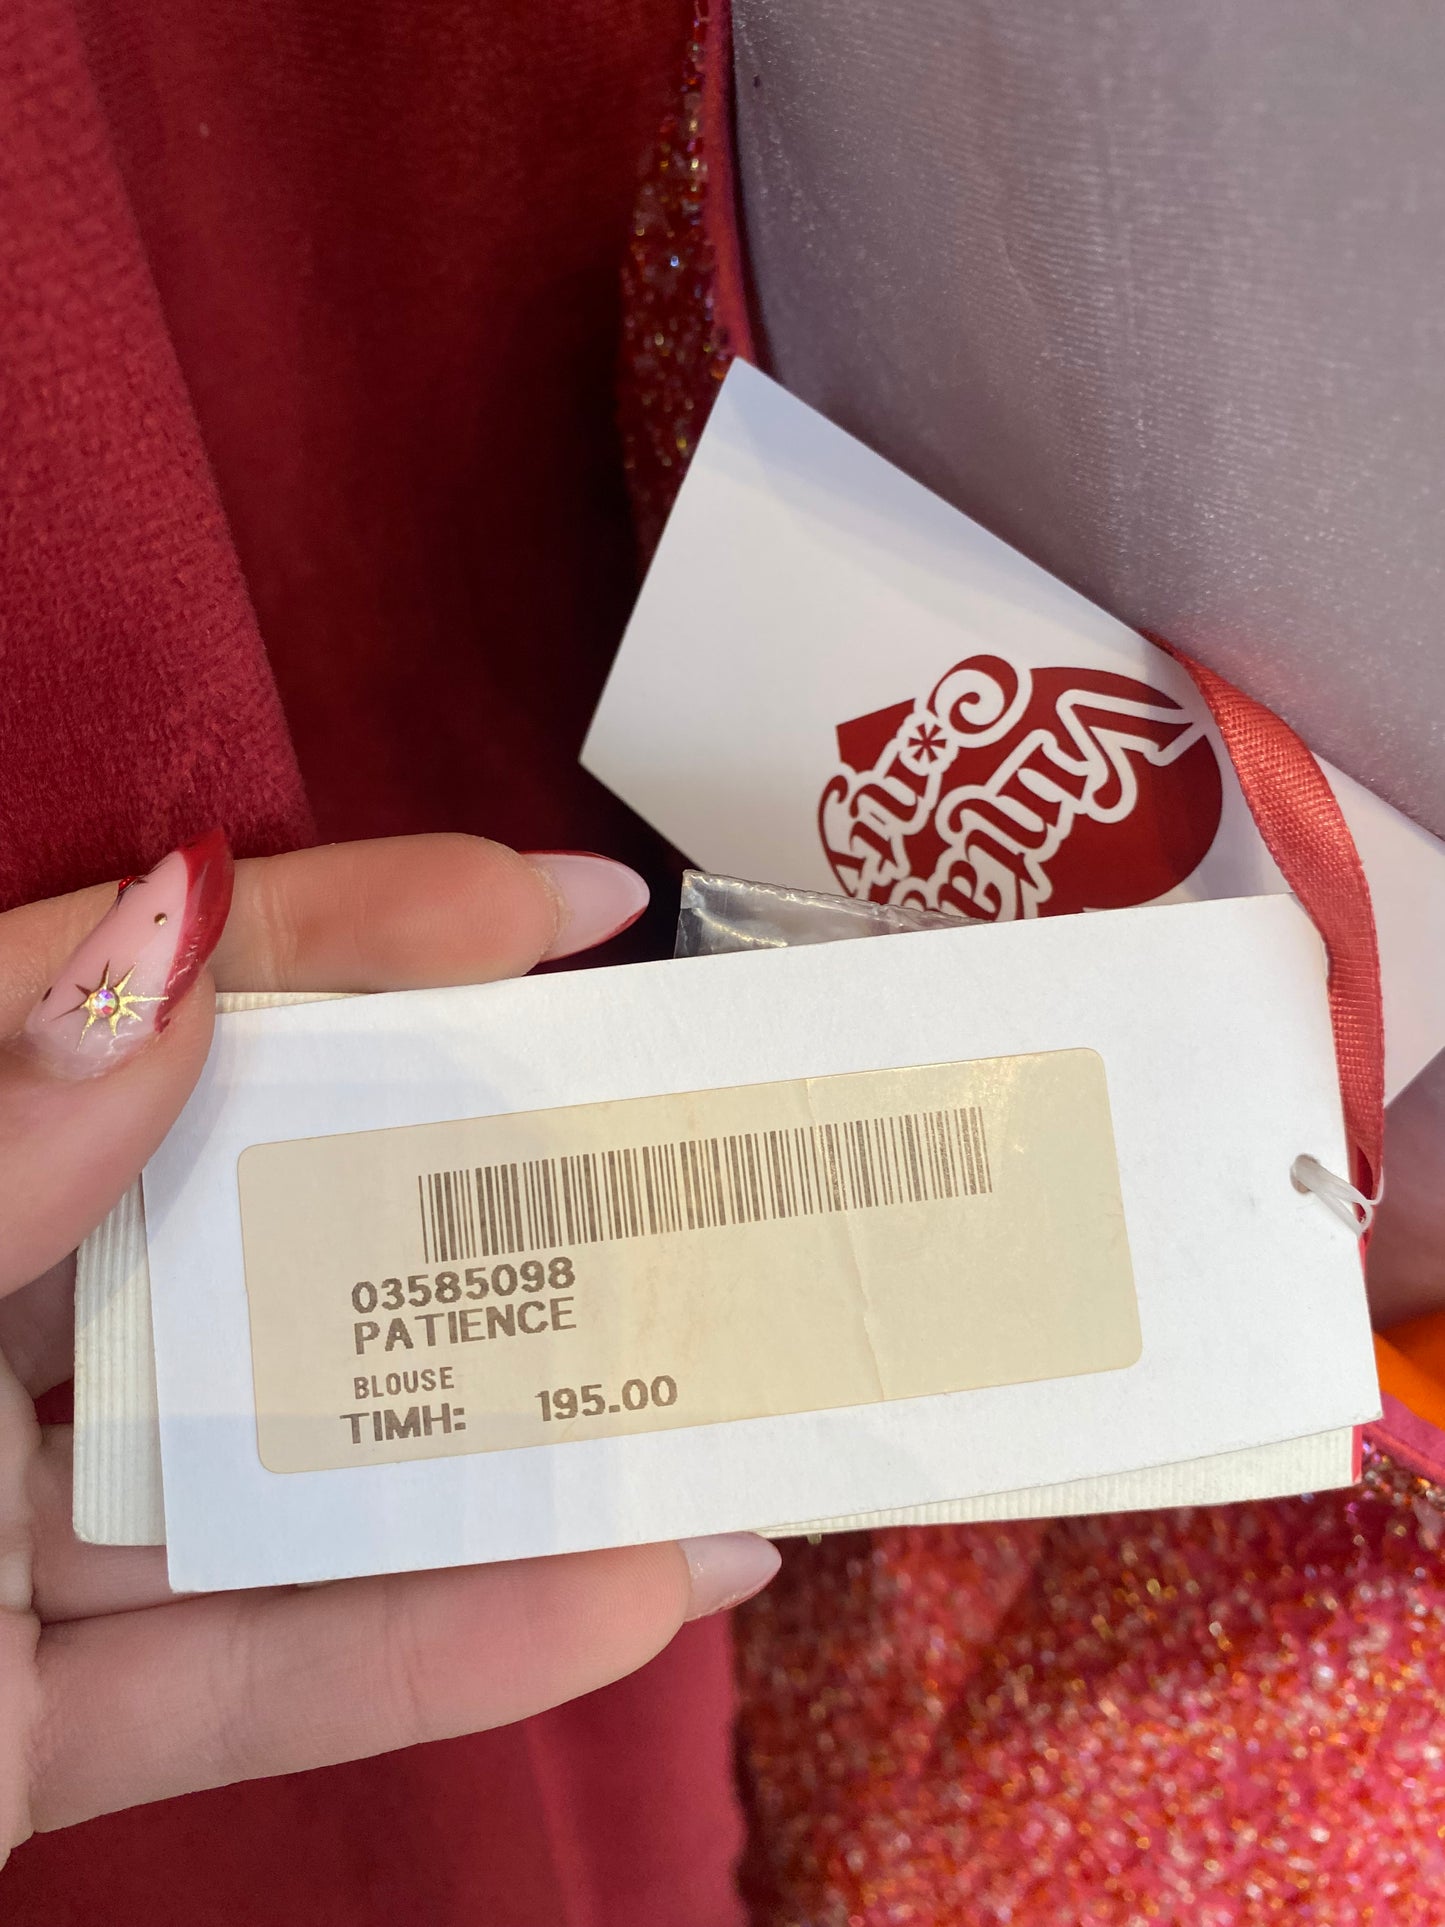 03585098
PATIENCE
BLOUSE
TIMH: 195.00